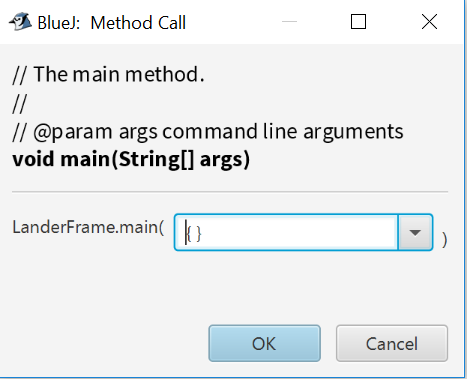 BlueJ: Method Call
// The main method.
//
// @param args command line arguments
void main(String[] args)
LanderFrame.main( { } )
OK Cancel